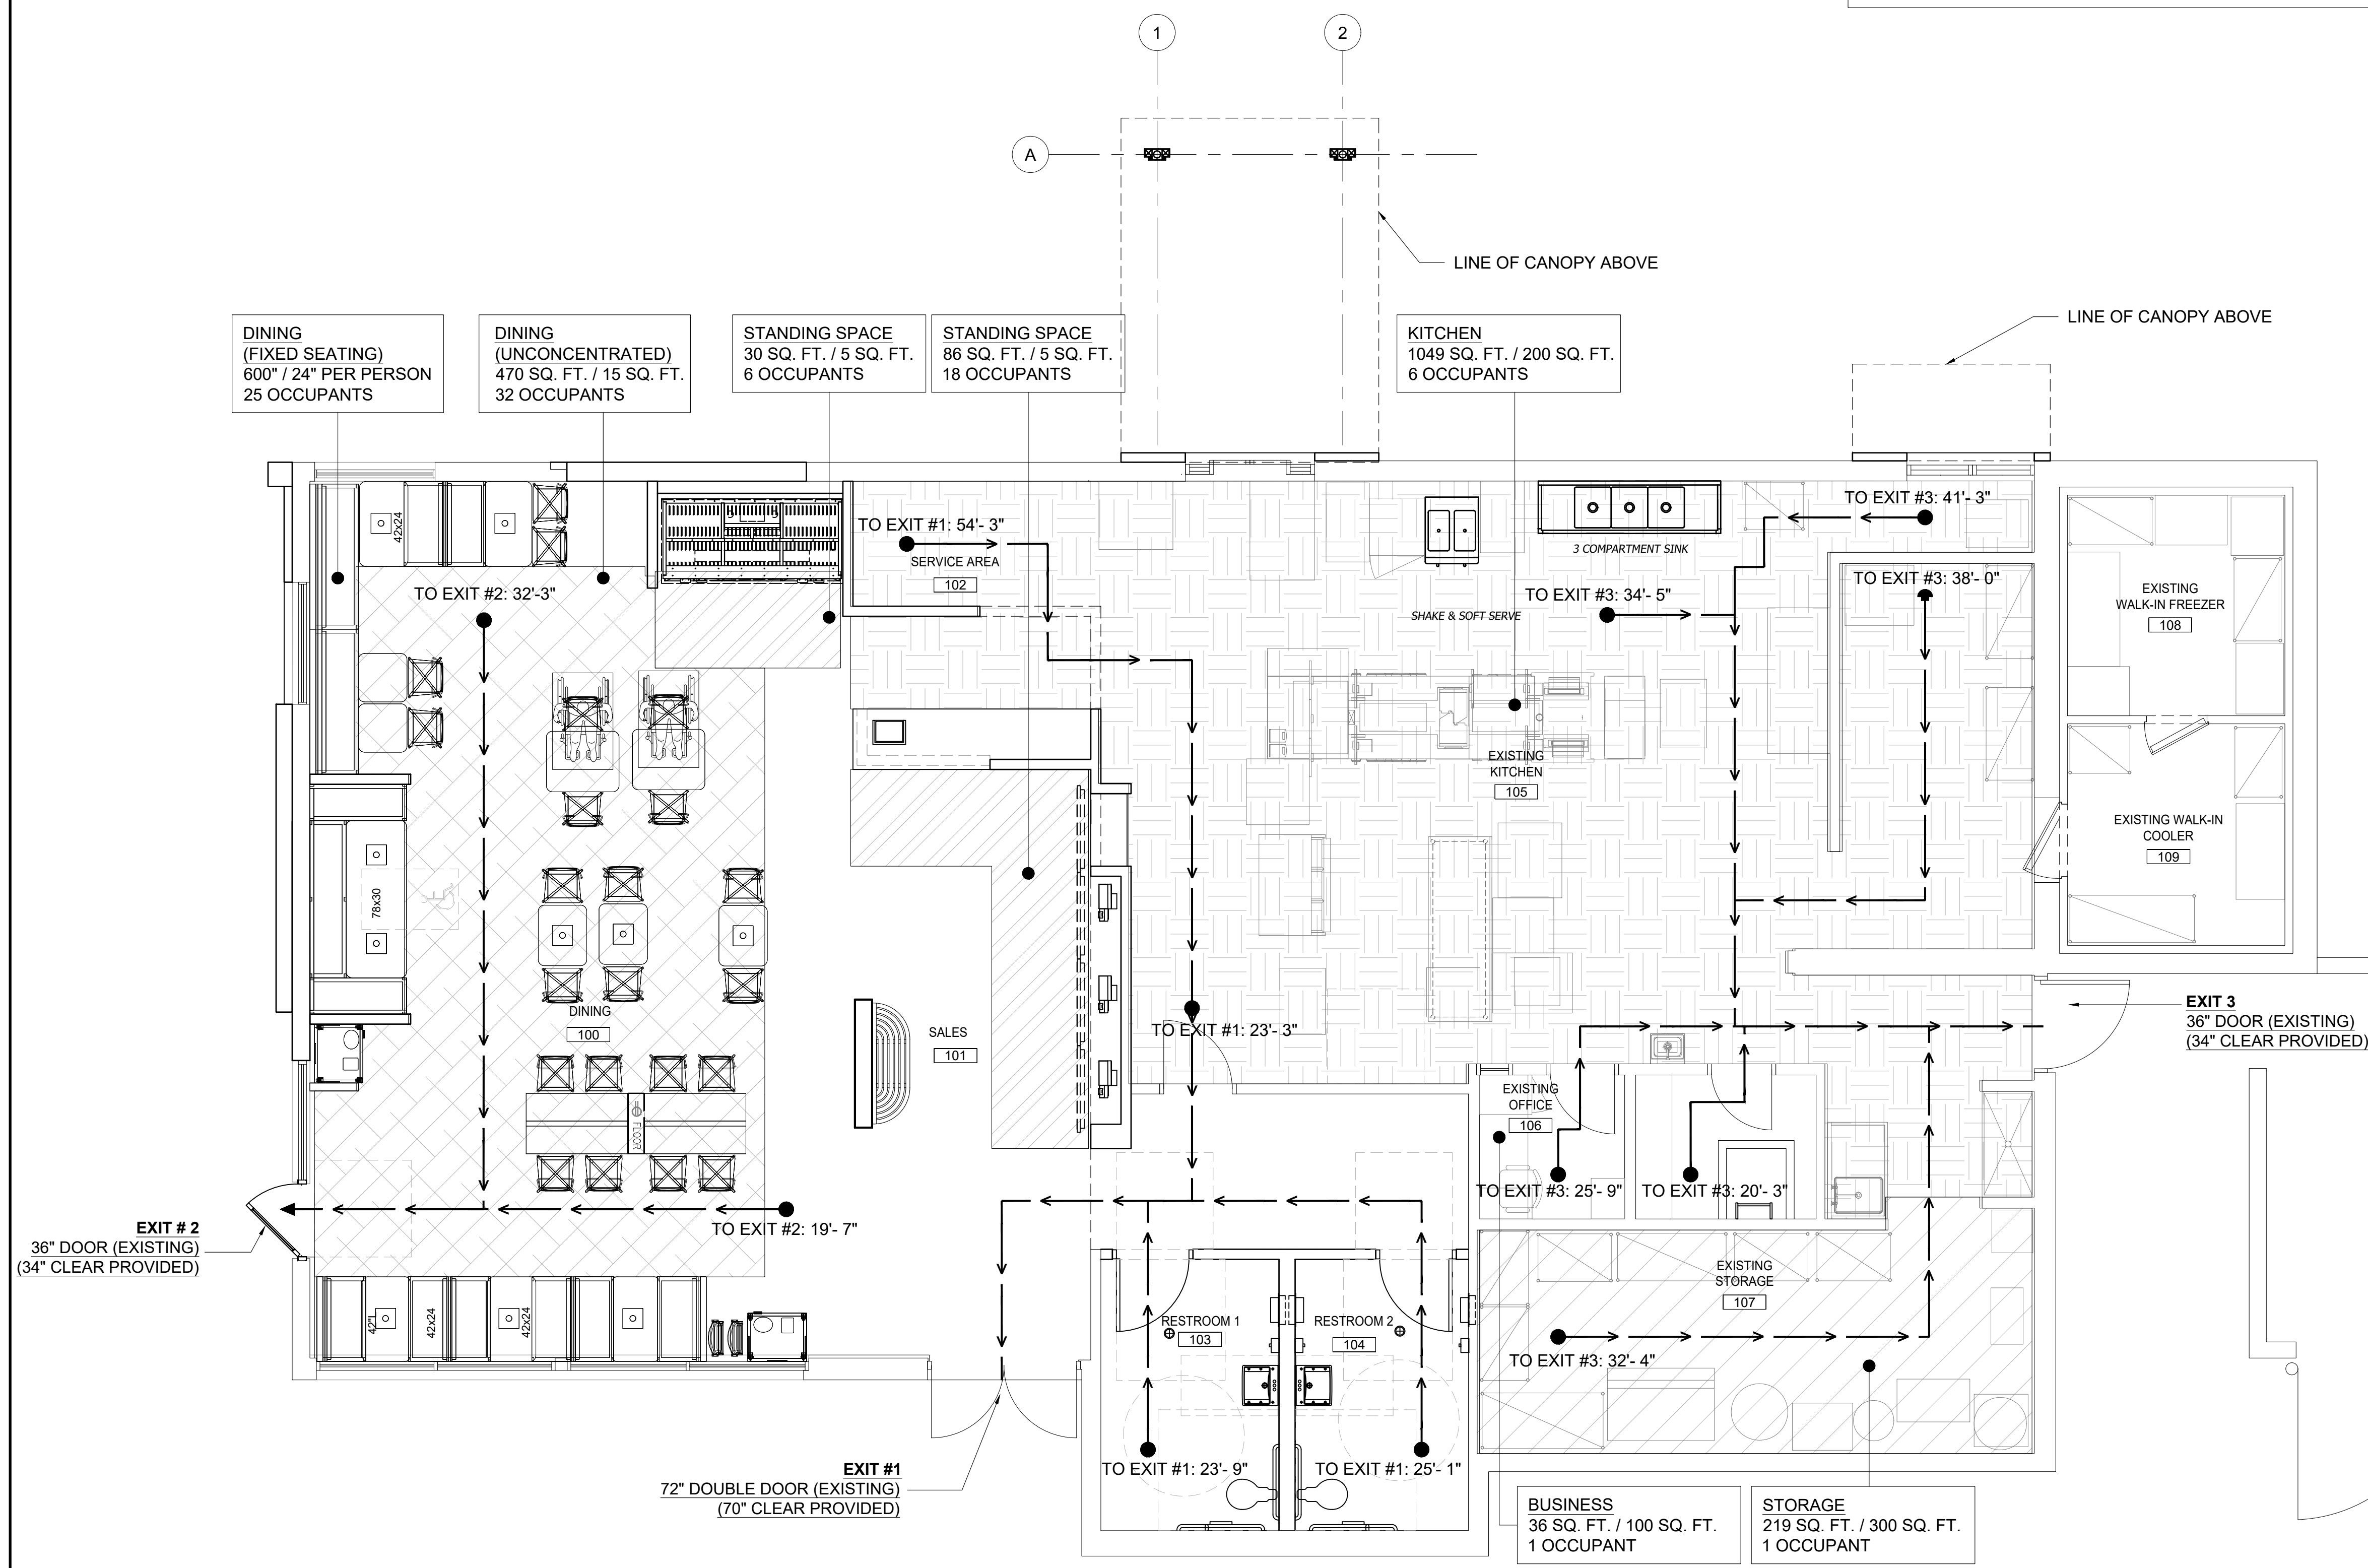 1
2
A
LINE OF CANOPY ABOVE
LINE OF CANOPY ABOVE
DINING
(FIXED SEATING)
600" / 24" PER PERSON
25 OCCUPANTS
DINING
(UNCONCENTRATED)
470 SQ. FT. / 15 SQ. FT.
32 OCCUPANTS
STANDING SPACE
30 SQ. FT. / 5 SQ. FT.
6 OCCUPANTS
STANDING SPACE
86 SQ. FT. / 5 SQ. FT.
18 OCCUPANTS
KITCHEN
1049 SQ. FT. / 200 SQ. FT.
6 OCCUPANTS
42x24
TO EXIT #1: 54'- 3"
SERVICE AREA
102
3 COMPARTMENT SINK
TO EXIT #3: 41'- 3"
TO EXIT #2: 32'-3"
SHAKE & SOFT SERVE
TO EXIT #3: 34'- 5"
TO EXIT #3: 38'- 0"
EXISTING
WALK-IN FREEZER
108
EXISTING
KITCHEN
105
EXISTING WALK-IN
COOLER
109
78x30
DINING
100
SALES
101
TO EXIT #1: 23'- 3"
EXIT 3
36" DOOR (EXISTING)
(34" CLEAR PROVIDED)
FLOOR
EXISTING
OFFICE
106
TO EXIT #3: 25'- 9"
TO EXIT #3: 20'- 3"
EXIT # 2
36" DOOR (EXISTING)
(34" CLEAR PROVIDED)
TO EXIT #2: 19'- 7"
EXISTING
STORAGE
107
42"L
42x24
42x24
RESTROOM 1
103
RESTROOM 2
104
TO EXIT #3: 32'- 4"
EXIT #1
72" DOUBLE DOOR (EXISTING)
(70" CLEAR PROVIDED)
TO EXIT #1: 23'- 9"
TO EXIT #1: 25'- 1"
BUSINESS
36 SQ. FT. / 100 SQ. FT.
1 OCCUPANT
STORAGE
219 SQ. FT. / 300 SQ. FT.
1 OCCUPANT